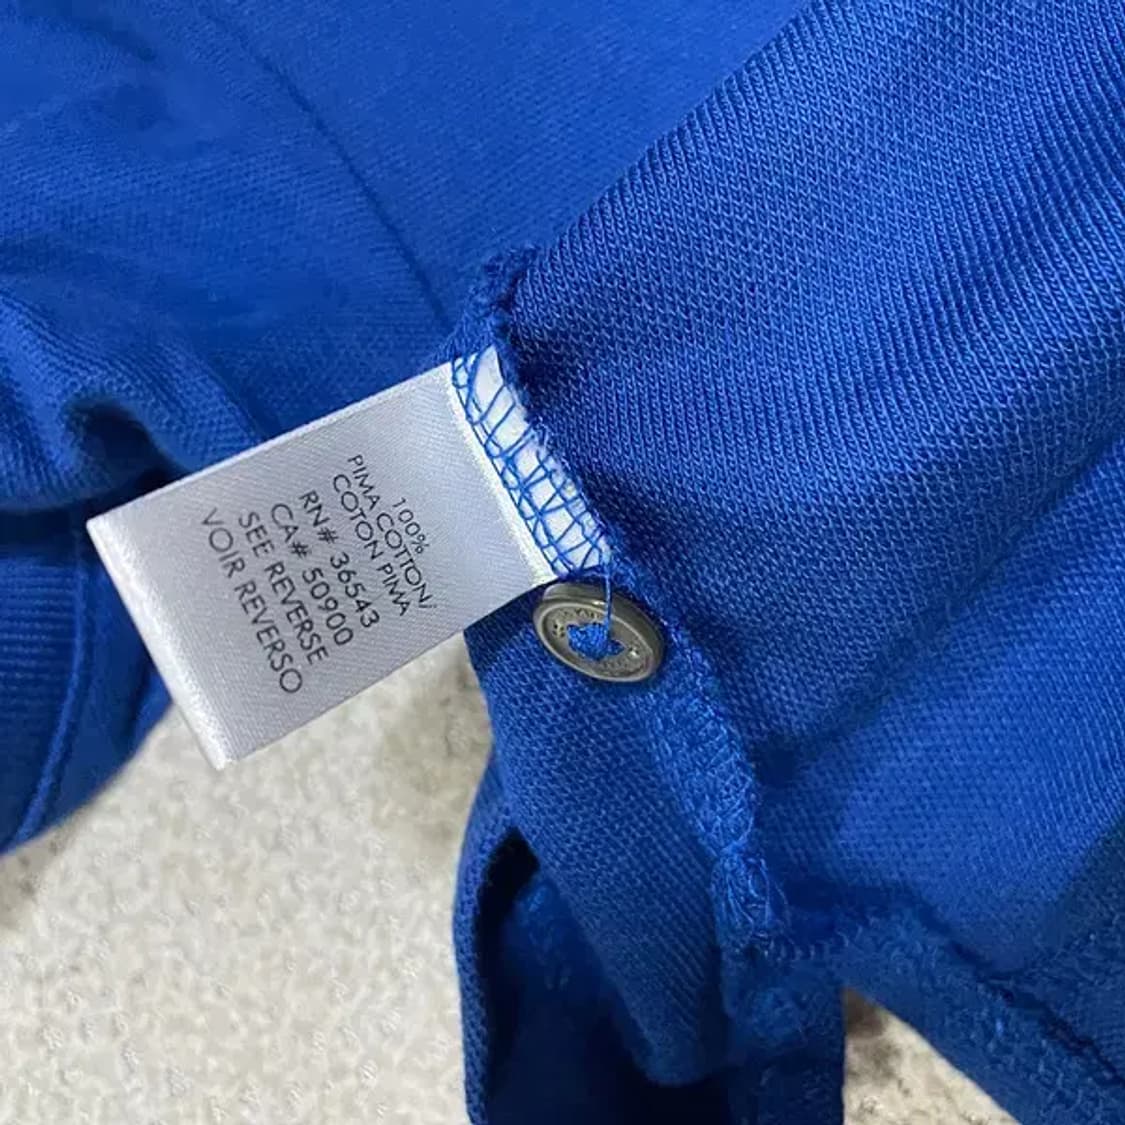 100%
PIMA COTTON/
COTON PIMA
RN# 36543
CA# 50900
SEE REVERSE
VOIR REVERSO